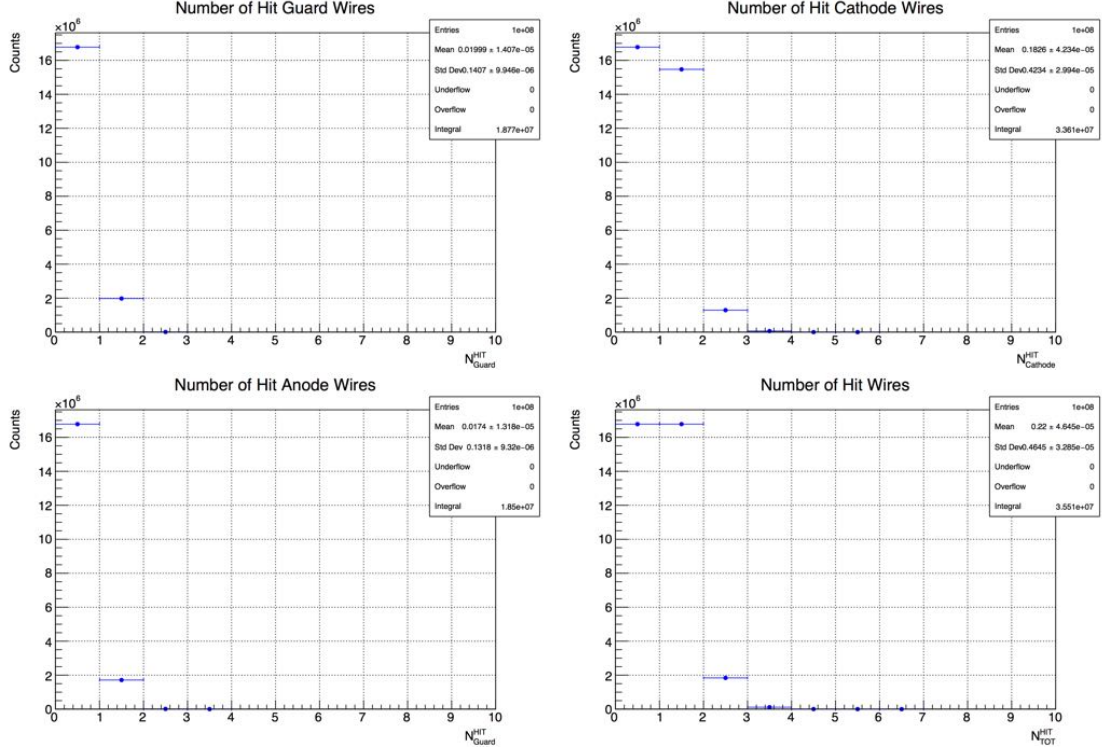 Number of Hit Guard Wires
×10⁶
Counts
16
14
12
10
8
6
4
2
0
0 1 2 3 4 5 6 7 8 9 10
N^HIT_Guard
Entries 1e+08
Mean 0.01999 ± 1.407e-05
Std Dev0.1407 ± 9.946e-06
Underflow 0
Overflow 0
Integral 1.877e+07
Number of Hit Cathode Wires
×10⁶
Counts
16
14
12
10
8
6
4
2
0
0 1 2 3 4 5 6 7 8 9 10
N^HIT_Cathode
Entries 1e+08
Mean 0.1826 ± 4.234e-05
Std Dev0.4234 ± 2.994e-05
Underflow 0
Overflow 0
Integral 3.361e+07
Number of Hit Anode Wires
×10⁶
Counts
16
14
12
10
8
6
4
2
0
0 1 2 3 4 5 6 7 8 9 10
N^HIT_Guard
Entries 1e+08
Mean 0.0174 ± 1.318e-05
Std Dev 0.1318 ± 9.32e-06
Underflow 0
Overflow 0
Integral 1.85e+07
Number of Hit Wires
×10⁶
Counts
16
14
12
10
8
6
4
2
0
0 1 2 3 4 5 6 7 8 9 10
N^HIT_TOT
Entries 1e+08
Mean 0.22 ± 4.645e-05
Std Dev0.4645 ± 3.285e-05
Underflow 0
Overflow 0
Integral 3.551e+07